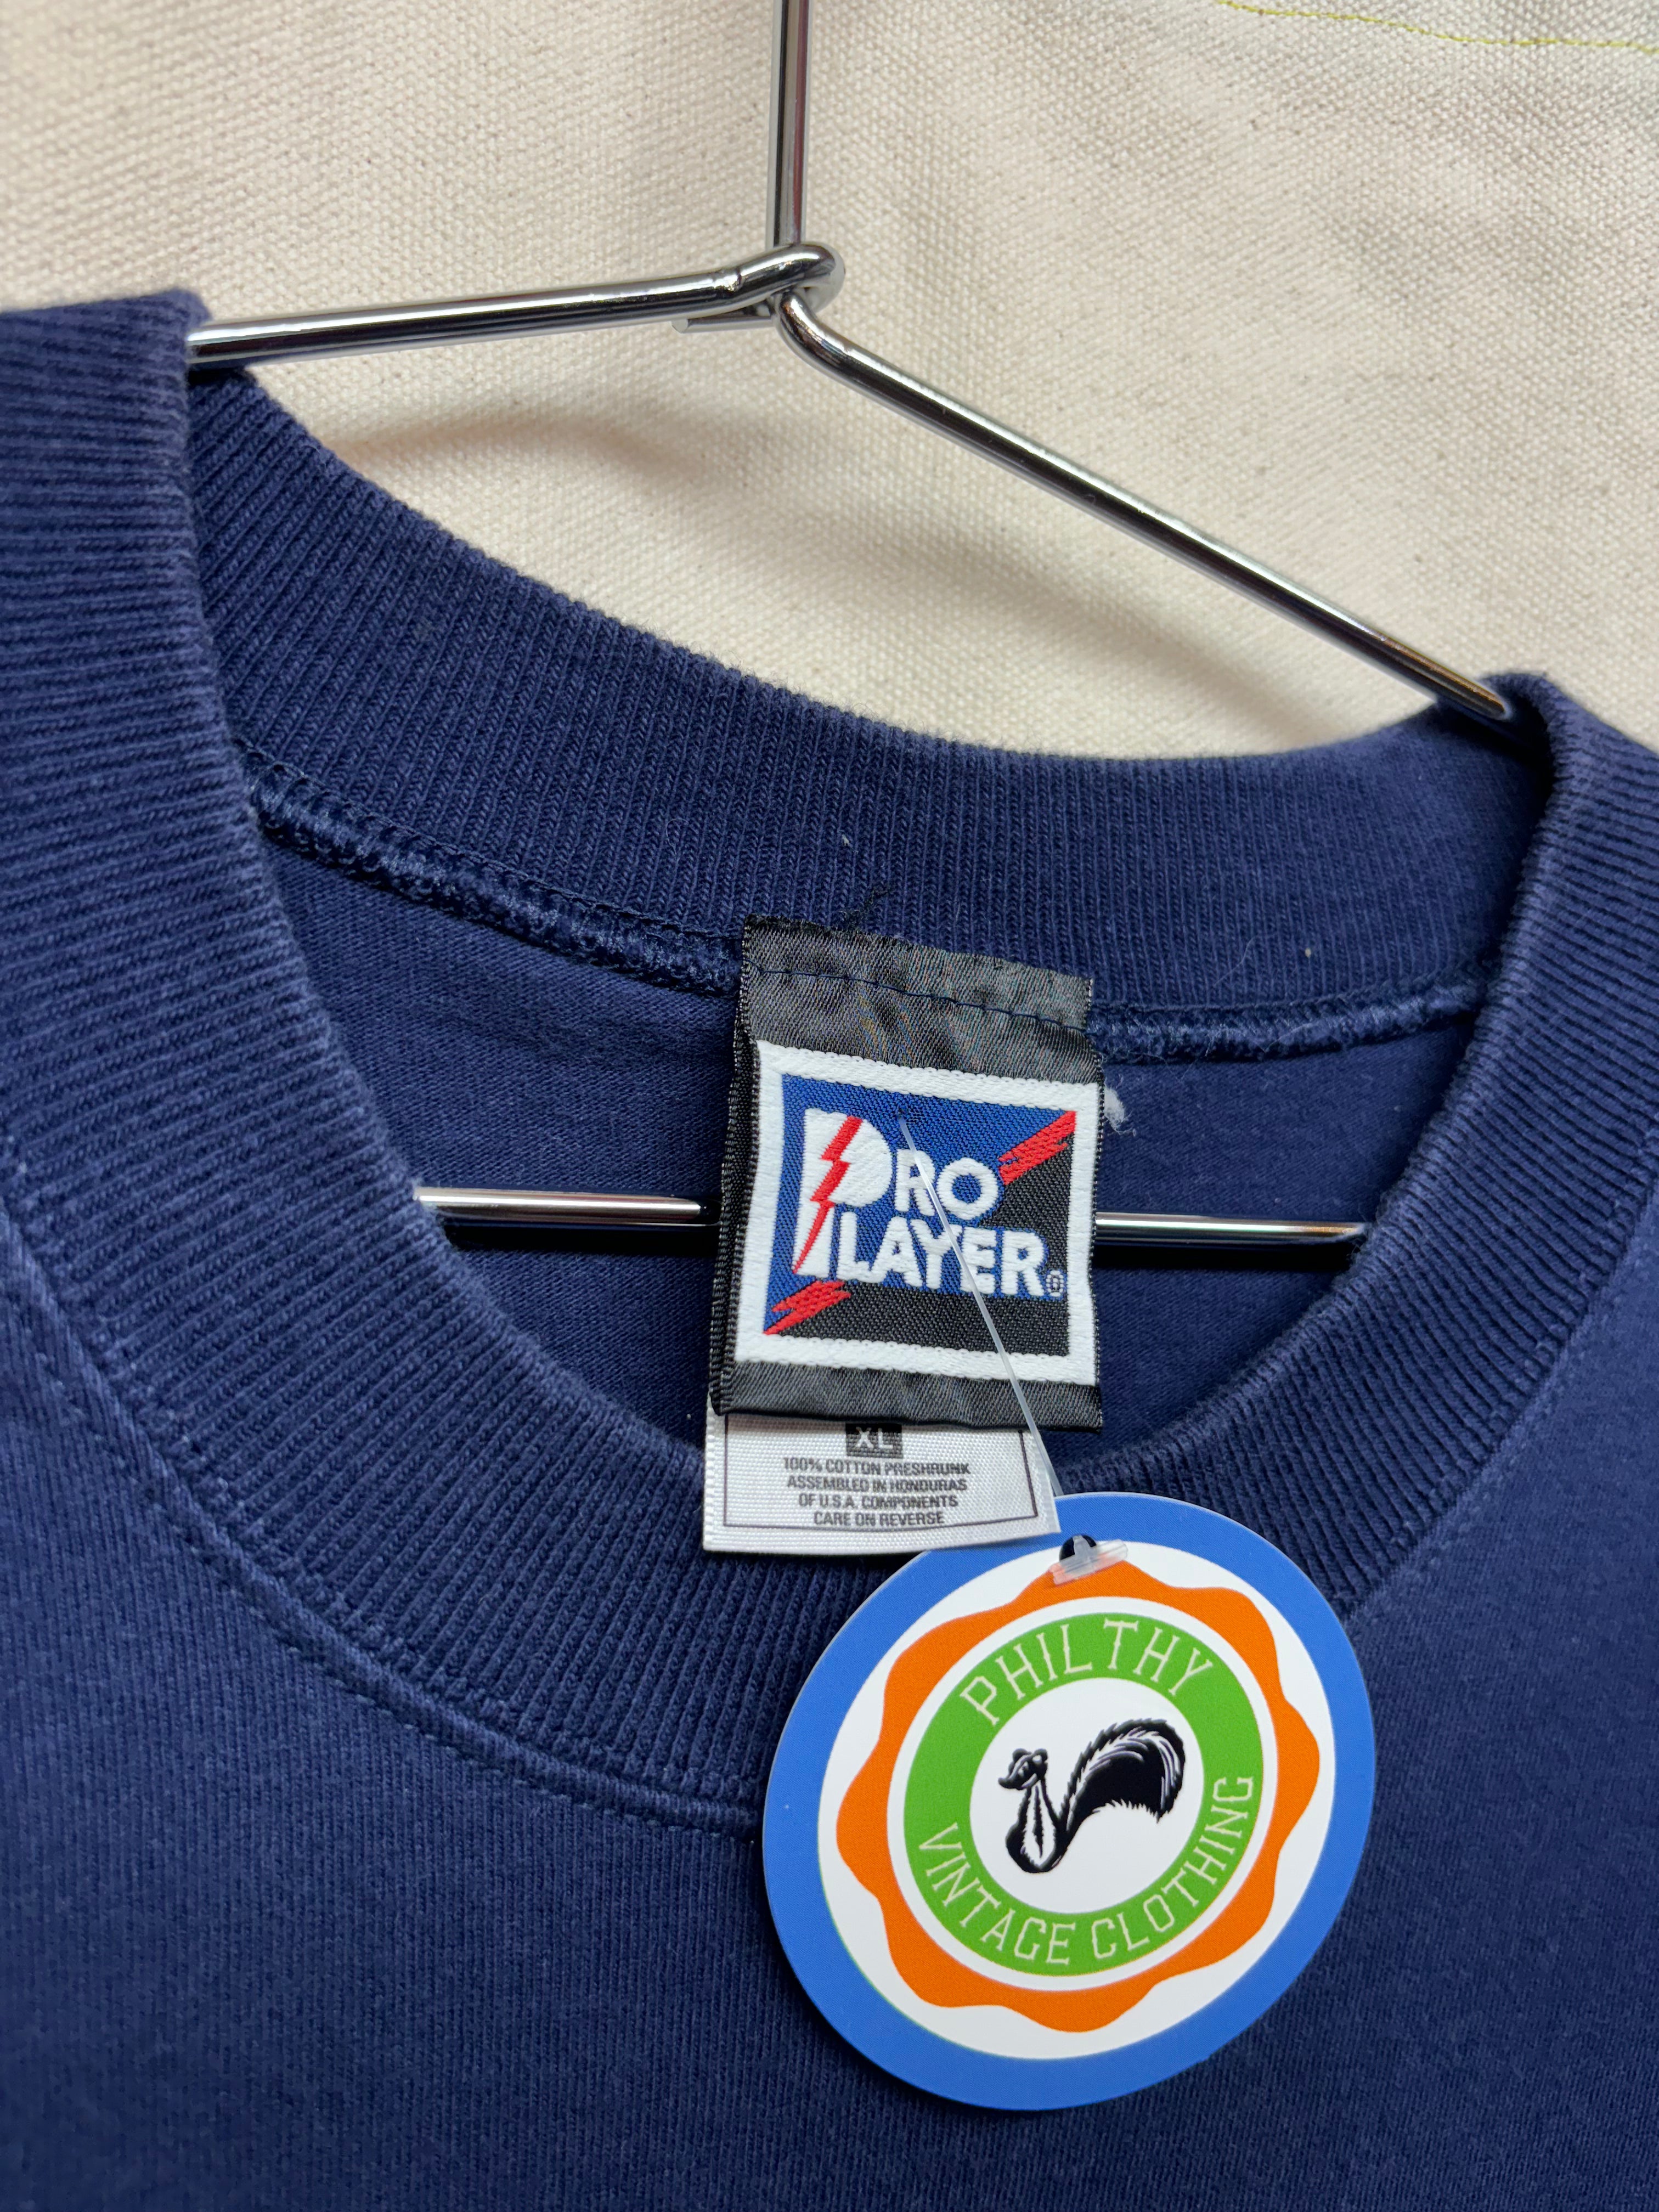 PRO
PLAYER®
XL
100% COTTON PRESHRUNK
ASSEMBLED IN HONDURAS
OF U.S.A. COMPONENTS
CARE ON REVERSE
PHILTHY
VINTAGE CLOTHING